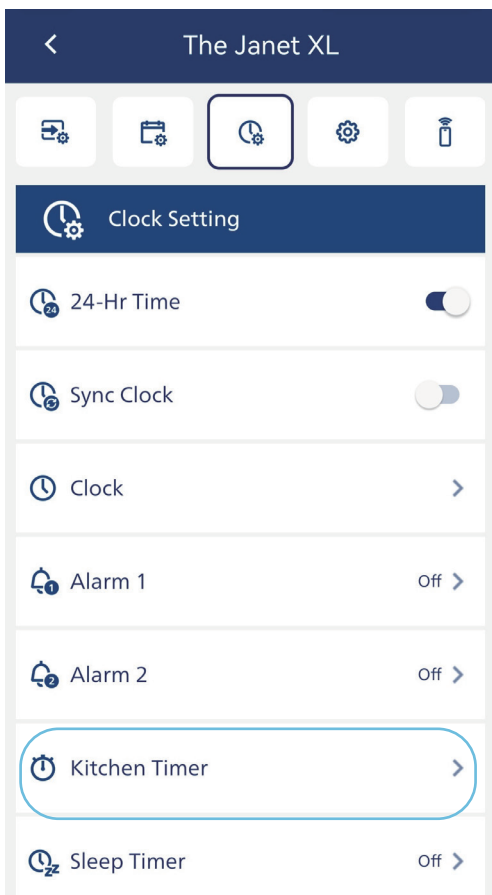 The Janet XL
Clock Setting
24-Hr Time
Sync Clock
Clock
Alarm 1 Off
Alarm 2 Off
Kitchen Timer
Sleep Timer Off